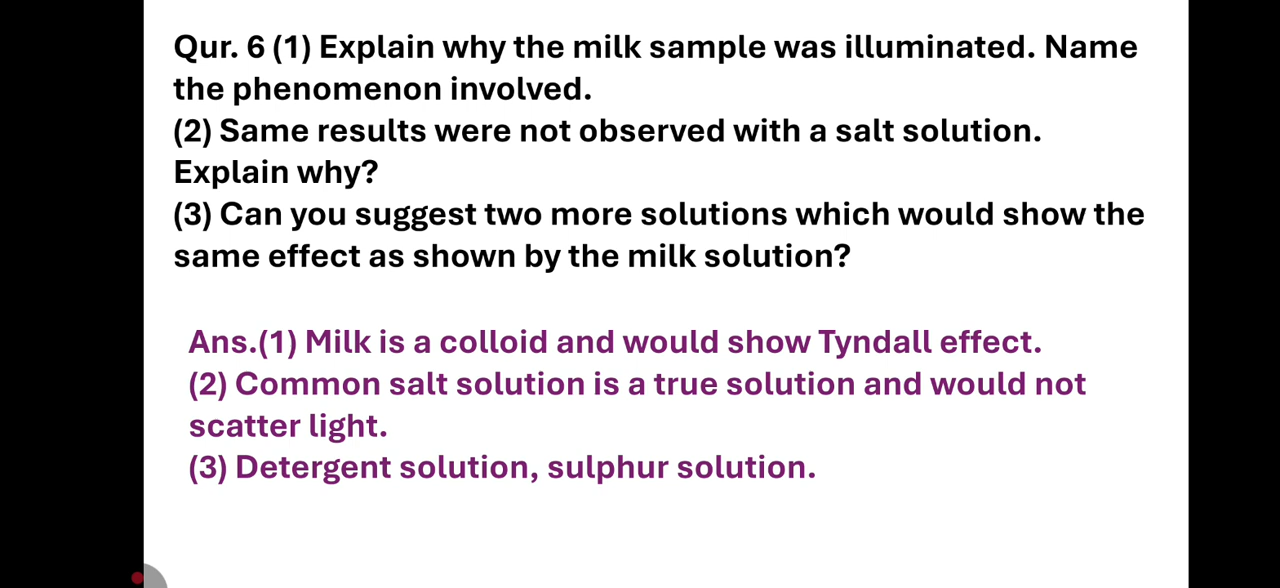 Qur. 6 (1) Explain why the milk sample was illuminated. Name
the phenomenon involved.
(2) Same results were not observed with a salt solution.
Explain why?
(3) Can you suggest two more solutions which would show the
same effect as shown by the milk solution?
Ans.(1) Milk is a colloid and would show Tyndall effect.
(2) Common salt solution is a true solution and would not
scatter light.
(3) Detergent solution, sulphur solution.